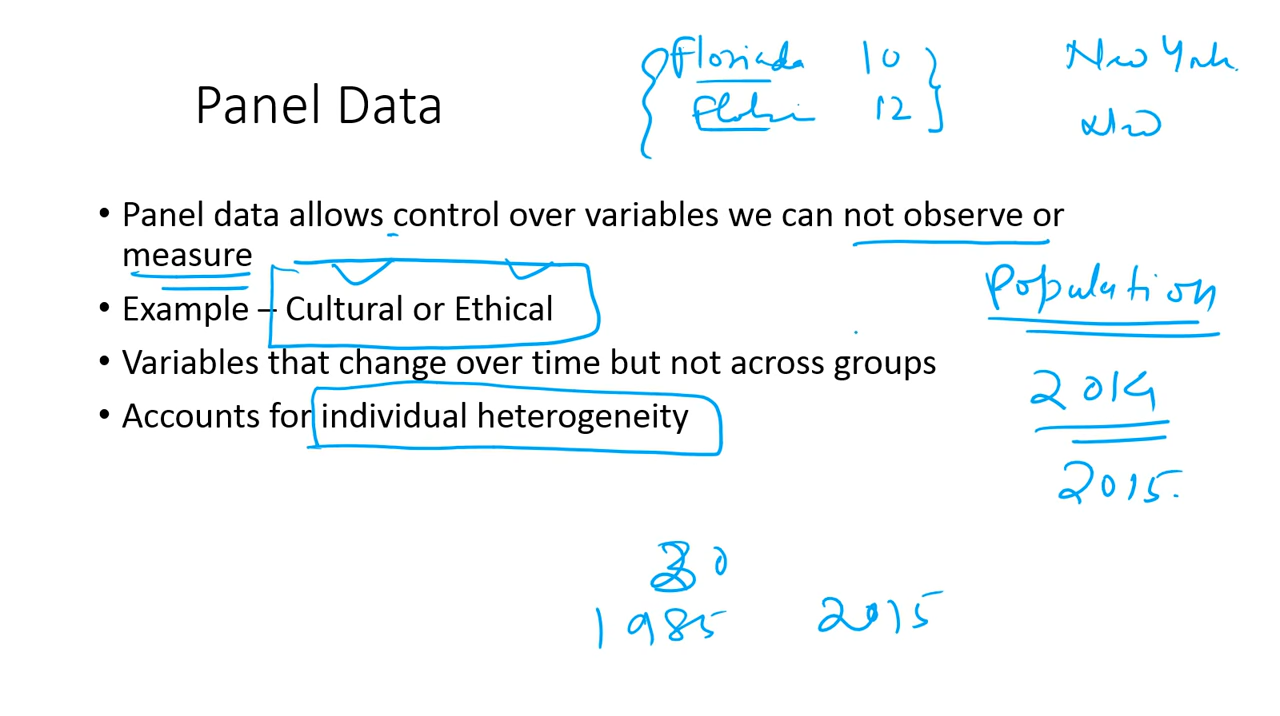 Floriada 10 New York
12
Panel Data
• Panel data allows control over variables we can not observe or
measure
• Example – Cultural or Ethical
Population
• Variables that change over time but not across groups
2014
• Accounts for individual heterogeneity
2015.
30
1985 2015